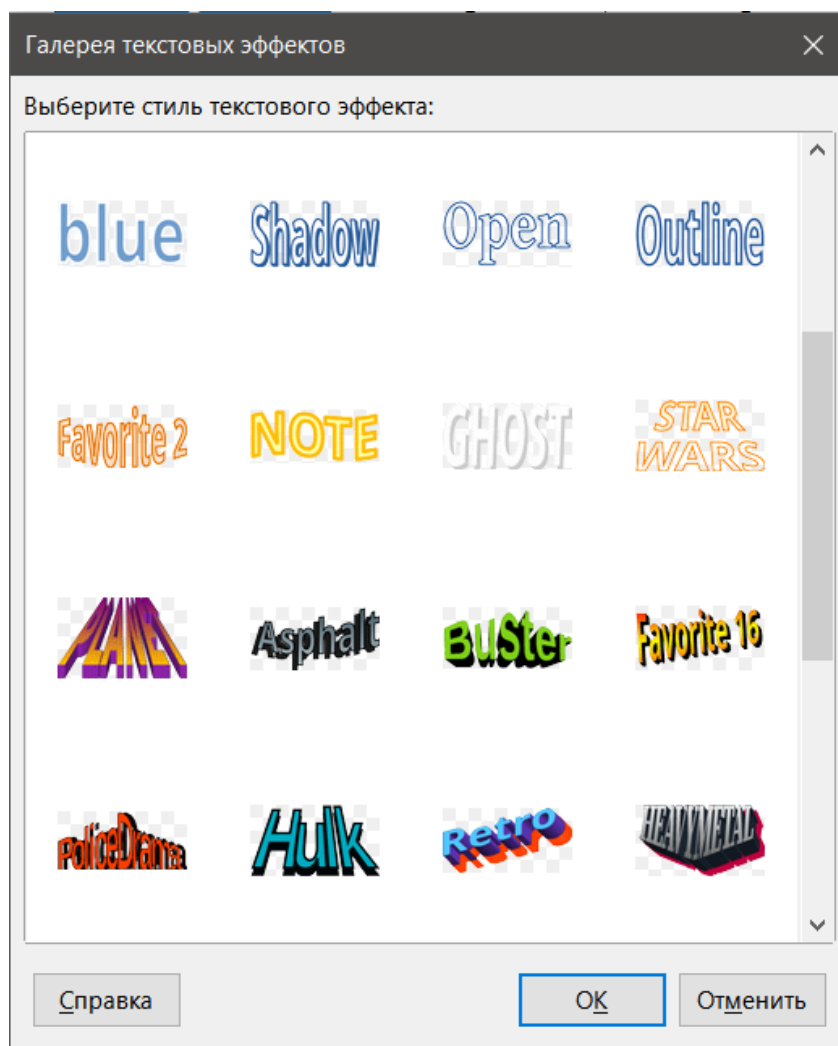 Галерея текстовых эффектов
Выберите стиль текстового эффекта:
blue Shadow Open Outline
Favorite 2 NOTE GHOST STAR WARS
PLANET Asphalt BuSter Favorite 16
PoliceDrama Hulk Retro HEAVYMETAL
Справка OK Отменить